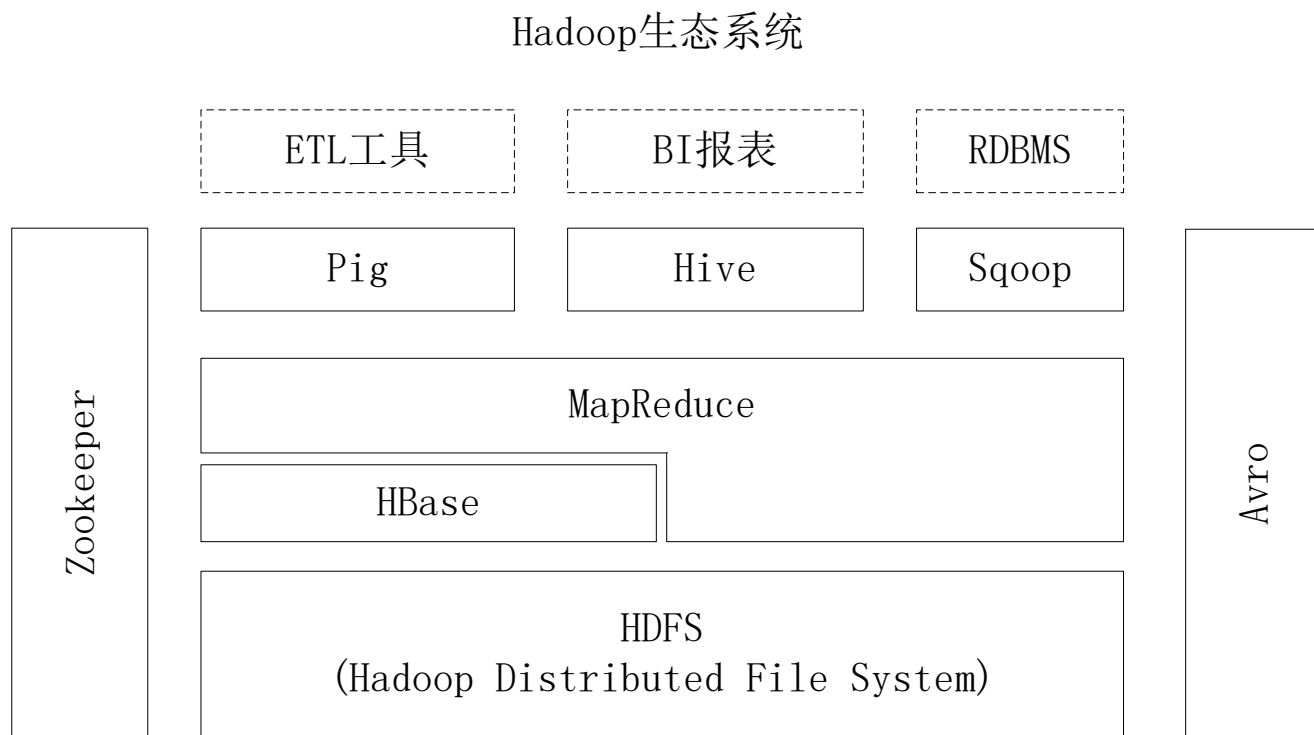 Hadoop生态系统
ETL工具
BI报表
RDBMS
Pig
Hive
Sqoop
Zookeeper
MapReduce
HBase
Avro
HDFS
(Hadoop Distributed File System)